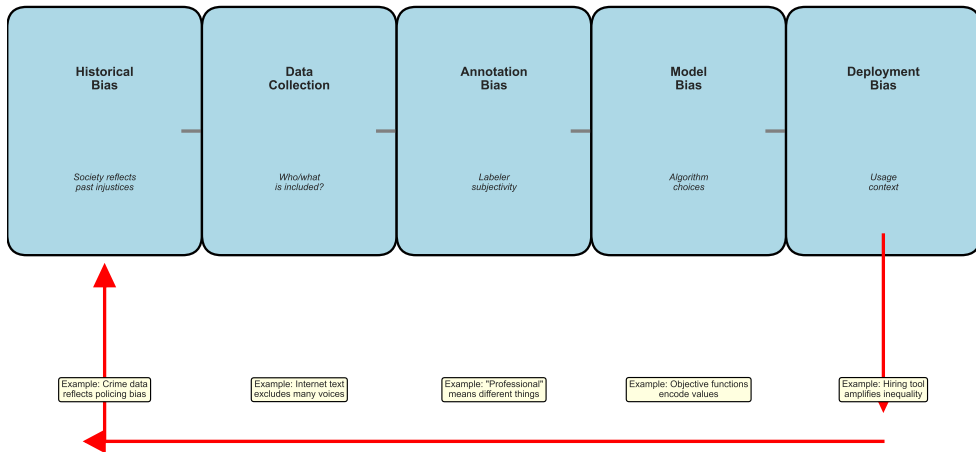 Historical
Bias
Data
Collection
Annotation
Bias
Model
Bias
Deployment
Bias
Society reflects
past injustices
Who/what
is included?
Labeler
subjectivity
Algorithm
choices
Usage
context
Example: Crime data
reflects policing bias
Example: Internet text
excludes many voices
Example: "Professional"
means different things
Example: Objective functions
encode values
Example: Hiring tool
amplifies inequality